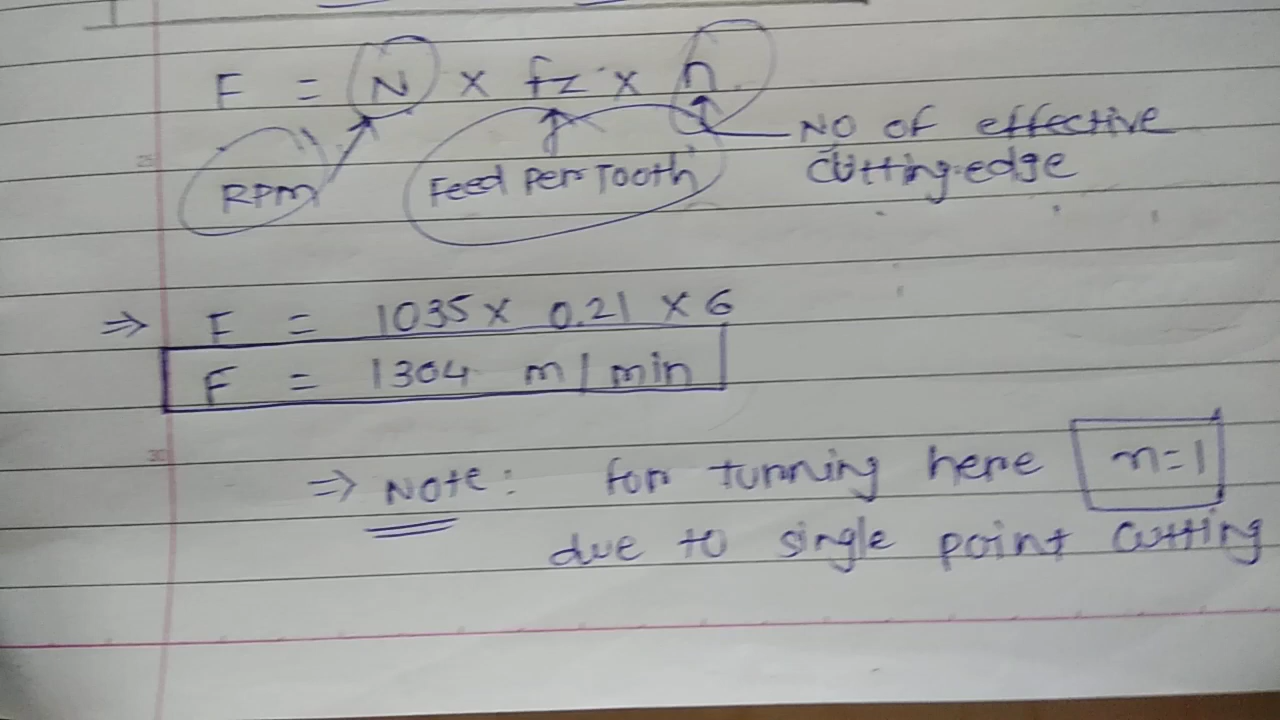 F = N x fz x n
RPM
Feed per Tooth
No of effective
cutting edge
⇒ F = 1035 x 0.21 x 6
F = 1304 m/min
⇒ Note: for turning here n=1
due to single point cutting